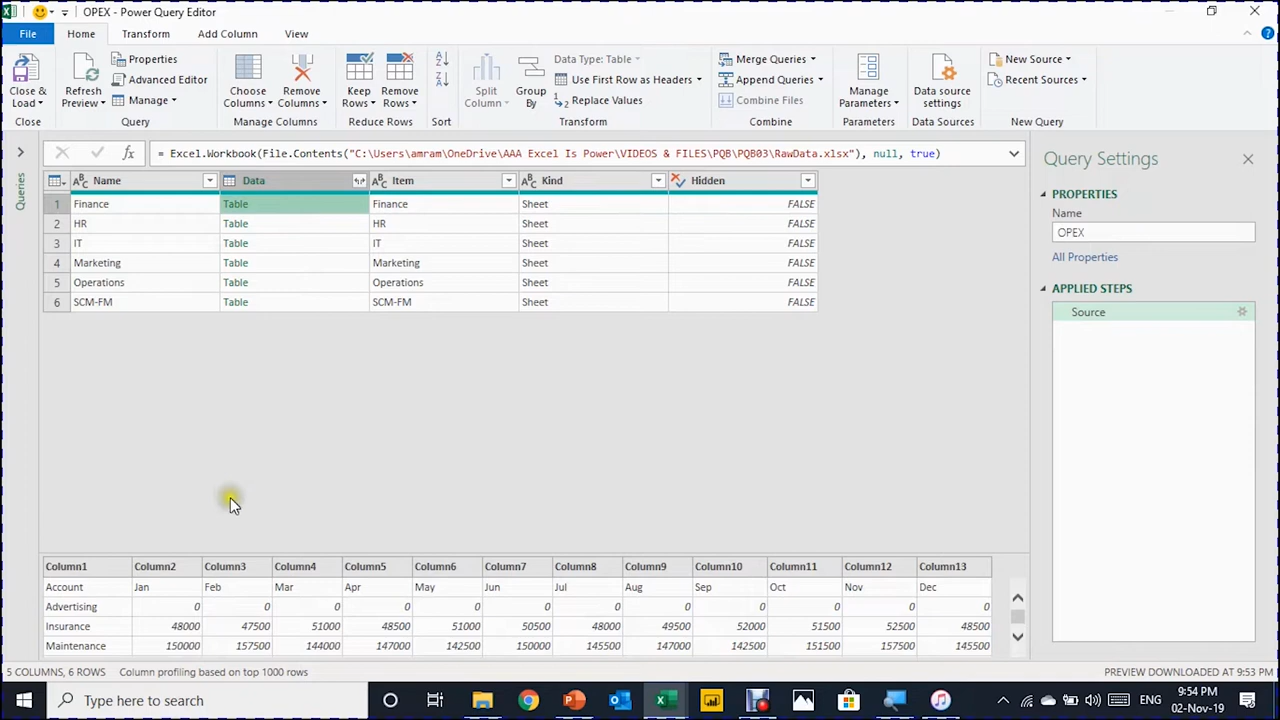 OPEX - Power Query Editor
File Home Transform Add Column View
Close & Load
Close
Refresh Preview
Properties
Advanced Editor
Manage
Query
Choose Columns
Remove Columns
Manage Columns
Keep Rows
Remove Rows
Reduce Rows
Sort
Split Column
Group By
Data Type: Table
Use First Row as Headers
Replace Values
Transform
Merge Queries
Append Queries
Combine Files
Combine
Manage Parameters
Parameters
Data source settings
Data Sources
New Source
Recent Sources
New Query
Queries
fx = Excel.Workbook(File.Contents("C:\Users\amram\OneDrive\AAA Excel Is Power\VIDEOS & FILES\PQB\PQB03\RawData.xlsx"), null, true)
Name Data Item Kind Hidden
1 Finance Table Finance Sheet FALSE
2 HR Table HR Sheet FALSE
3 IT Table IT Sheet FALSE
4 Marketing Table Marketing Sheet FALSE
5 Operations Table Operations Sheet FALSE
6 SCM-FM Table SCM-FM Sheet FALSE
Query Settings
PROPERTIES
Name
OPEX
All Properties
APPLIED STEPS
Source
Column1 Column2 Column3 Column4 Column5 Column6 Column7 Column8 Column9 Column10 Column11 Column12 Column13
Account Jan Feb Mar Apr May Jun Jul Aug Sep Oct Nov Dec
Advertising 0 0 0 0 0 0 0 0 0 0 0 0
Insurance 48000 47500 51000 48500 51000 50500 48000 49500 52000 51500 52500 48500
Maintenance 150000 157500 144000 147000 142500 150000 145500 147000 142500 151500 157500 145500
5 COLUMNS, 6 ROWS Column profiling based on top 1000 rows PREVIEW DOWNLOADED AT 9:53 PM
Type here to search
ENG
9:54 PM
02-Nov-19